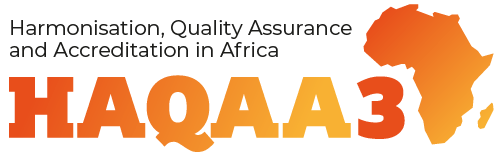 Harmonisation, Quality Assurance
and Accreditation in Africa
HAQAA3